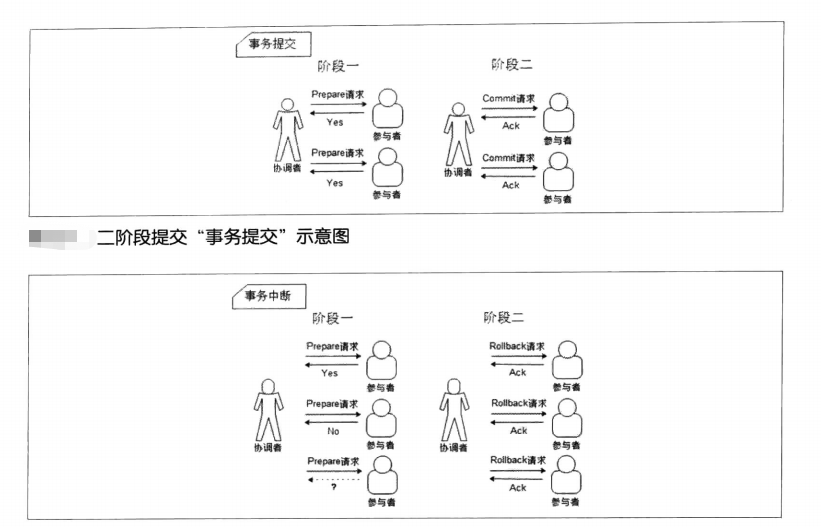 事务提交
阶段一
阶段二
Prepare请求
Yes
参与者
Prepare请求
Yes
参与者
协调者
Commit请求
Ack
参与者
Commit请求
Ack
参与者
协调者
二阶段提交“事务提交”示意图
事务中断
阶段一
阶段二
Prepare请求
Yes
参与者
Prepare请求
No
参与者
Prepare请求
?
参与者
协调者
Rollback请求
Ack
参与者
Rollback请求
Ack
参与者
Rollback请求
Ack
参与者
协调者